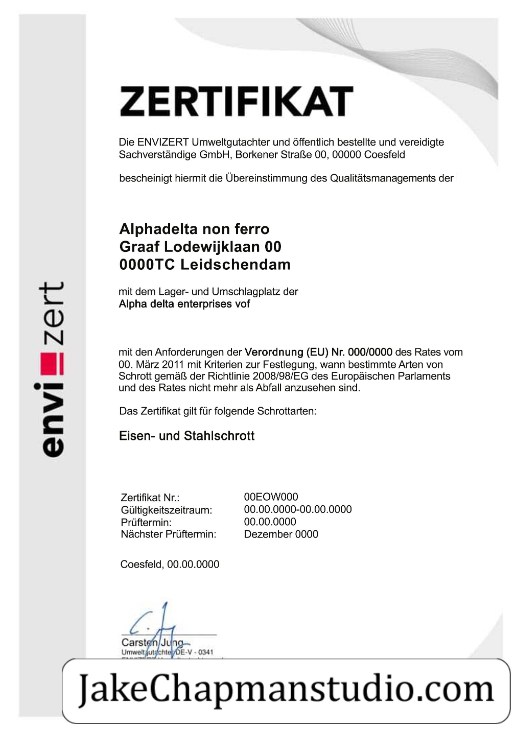 ZERTIFIKAT
Die ENVIZERT Umweltgutachter und öffentlich bestellte und vereidigte
Sachverständige GmbH, Borkener Straße 00, 00000 Coesfeld
bescheinigt hiermit die Übereinstimmung des Qualitätsmanagements der
Alphadelta non ferro
Graaf Lodewijklaan 00
0000TC Leidschendam
mit dem Lager- und Umschlagplatz der
Alpha delta enterprises vof
mit den Anforderungen der Verordnung (EU) Nr. 000/0000 des Rates vom
00. März 2011 mit Kriterien zur Festlegung, wann bestimmte Arten von
Schrott gemäß der Richtlinie 2008/98/EG des Europäischen Parlaments
und des Rates nicht mehr als Abfall anzusehen sind.
Das Zertifikat gilt für folgende Schrottarten:
Eisen- und Stahlschrott
Zertifikat Nr.: 00EOW000
Gültigkeitszeitraum: 00.00.0000-00.00.0000
Prüftermin: 00.00.0000
Nächster Prüftermin: Dezember 0000
Coesfeld, 00.00.0000
Carsten Jung
Umweltgutachter DE-V - 0341
envizert
JakeChapmanstudio.com